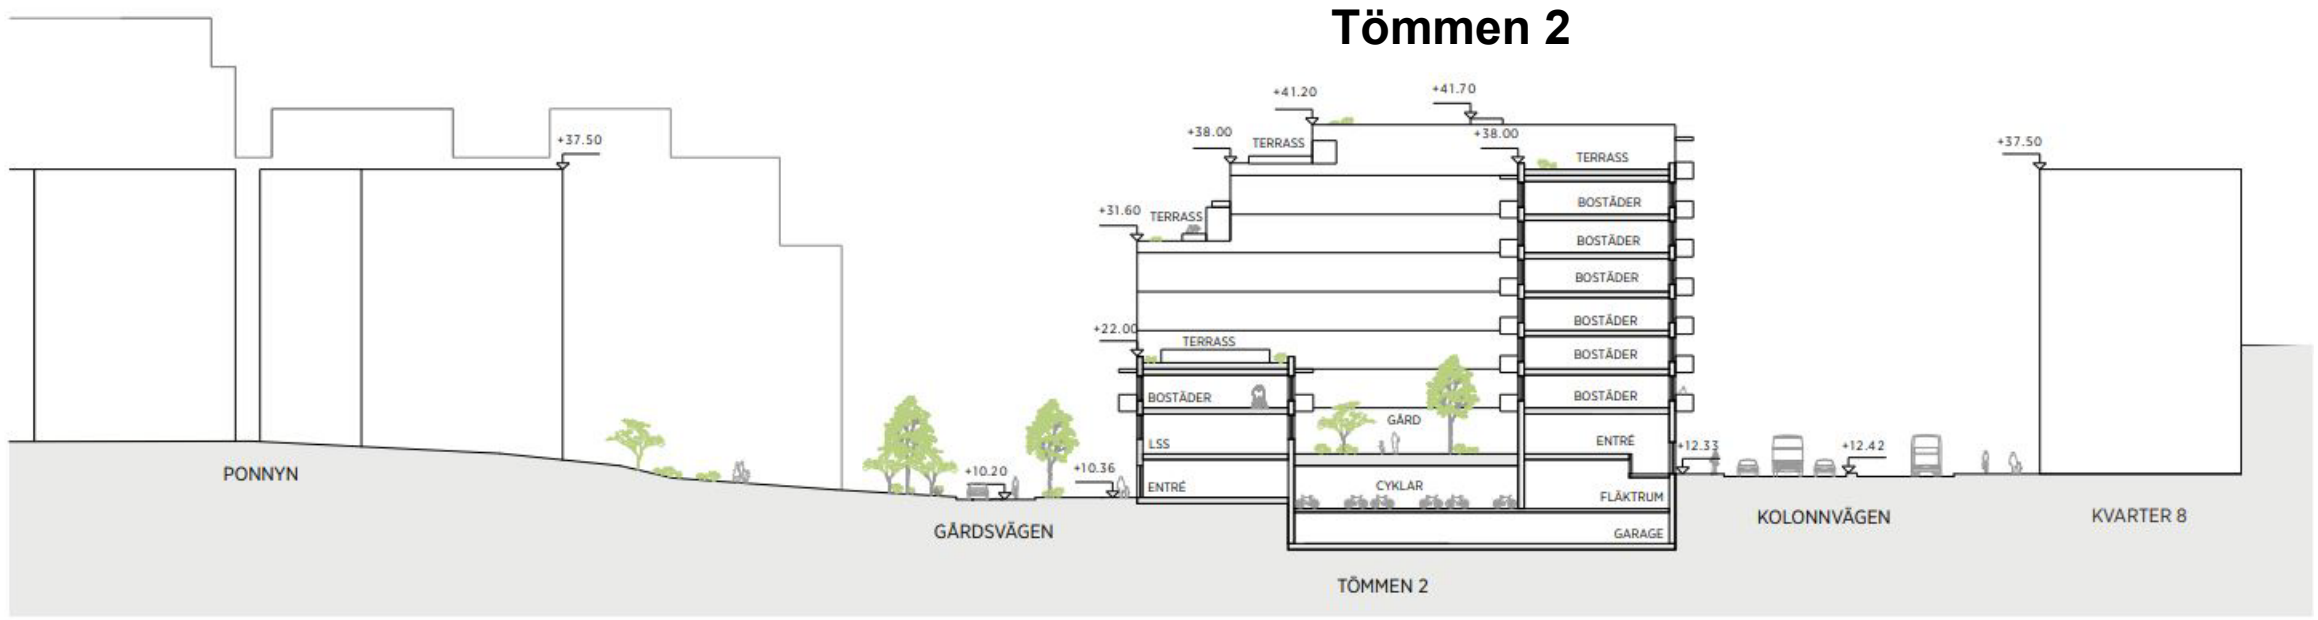 Tömmen 2
+41.20
+41.70
+38.00
TERRASS
+38.00
TERRASS
+37.50
+37.50
+31.60
TERRASS
BOSTÄDER
BOSTÄDER
BOSTÄDER
BOSTÄDER
+22.00
TERRASS
BOSTÄDER
BOSTÄDER
BOSTÄDER
GÅRD
LSS
ENTRÉ
+12.33
+12.42
PONNYN
+10.20
+10.36
ENTRÉ
CYKLAR
FLÄKTRUM
GÅRDSVÄGEN
GARAGE
KOLONNVÄGEN
KVARTER 8
TÖMMEN 2